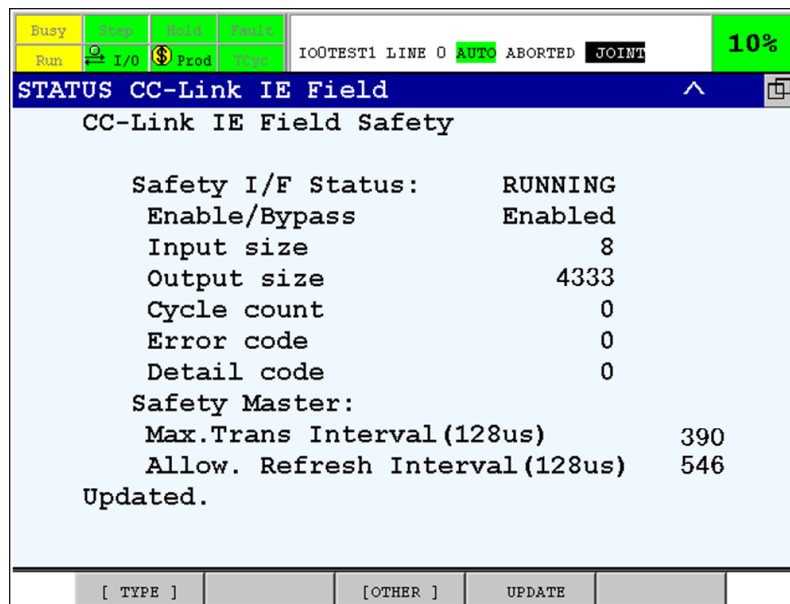 Busy Step Hold Fault
Run I/O Prod TCyc
IOOTEST1 LINE 0 AUTO ABORTED JOINT
10%
STATUS CC-Link IE Field
CC-Link IE Field Safety
Safety I/F Status: RUNNING
Enable/Bypass Enabled
Input size 8
Output size 4333
Cycle count 0
Error code 0
Detail code 0
Safety Master:
Max.Trans Interval(128us) 390
Allow. Refresh Interval(128us) 546
Updated.
[ TYPE ] [OTHER ] UPDATE